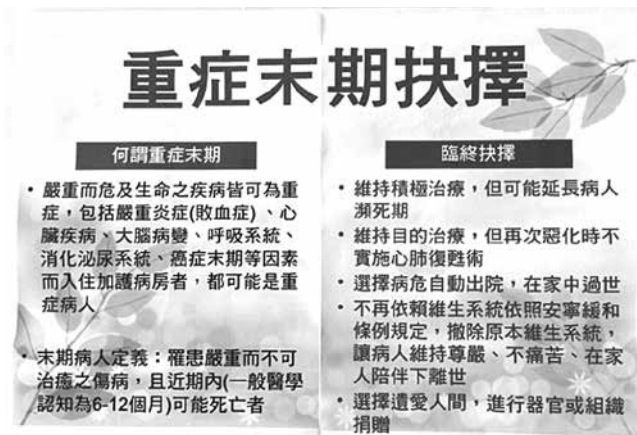 重症末期抉擇
何謂重症末期
• 嚴重而危及生命之疾病皆可為重
症，包括嚴重炎症(敗血症)、心
臟疾病、大腦病變、呼吸系統、
消化泌尿系統、癌症末期等因素
而入住加護病房者，都可能是重
症病人
• 末期病人定義：罹患嚴重而不可
治癒之傷病，且近期內(一般醫學
認知為6-12個月)可能死亡者
臨終抉擇
• 維持積極治療，但可能延長病人
瀕死期
• 維持目的治療，但再次惡化時不
實施心肺復甦術
• 選擇病危自動出院，在家中過世
• 不再依賴維生系統依照安寧緩和
條例規定，撤除原本維生系統，
讓病人維持尊嚴、不痛苦、在家
人陪伴下離世
• 選擇遺愛人間，進行器官或組織
捐贈